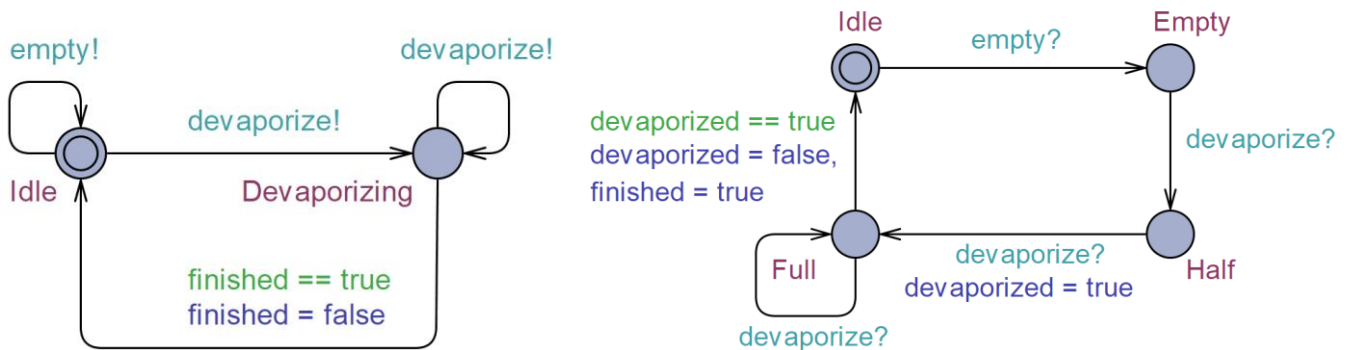 empty!
devaporize!
devaporize!
Idle
Devaporizing
finished == true
finished = false
Idle
empty?
Empty
devaporized == true
devaporized = false,
finished = true
devaporize?
Full
devaporize?
devaporized = true
Half
devaporize?